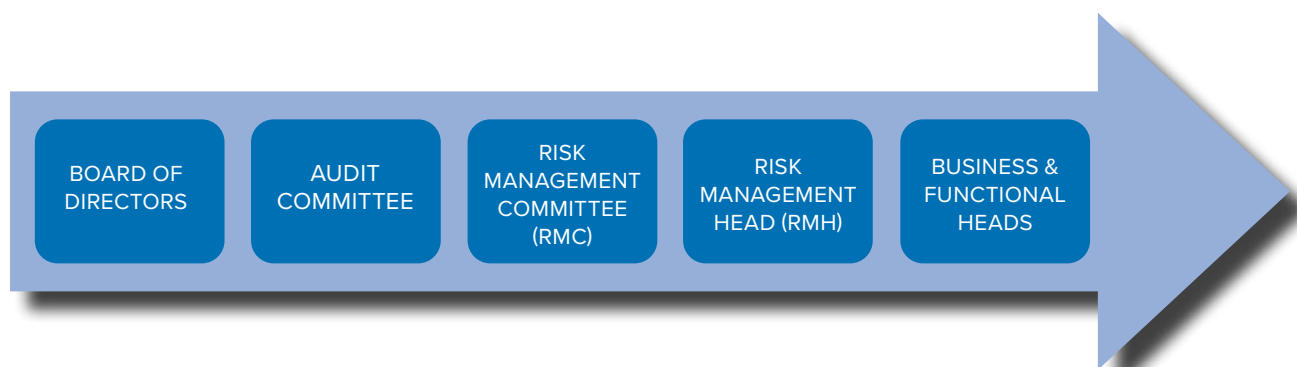 BOARD OF
DIRECTORS
AUDIT
COMMITTEE
RISK
MANAGEMENT
COMMITTEE
(RMC)
RISK
MANAGEMENT
HEAD (RMH)
BUSINESS &
FUNCTIONAL
HEADS